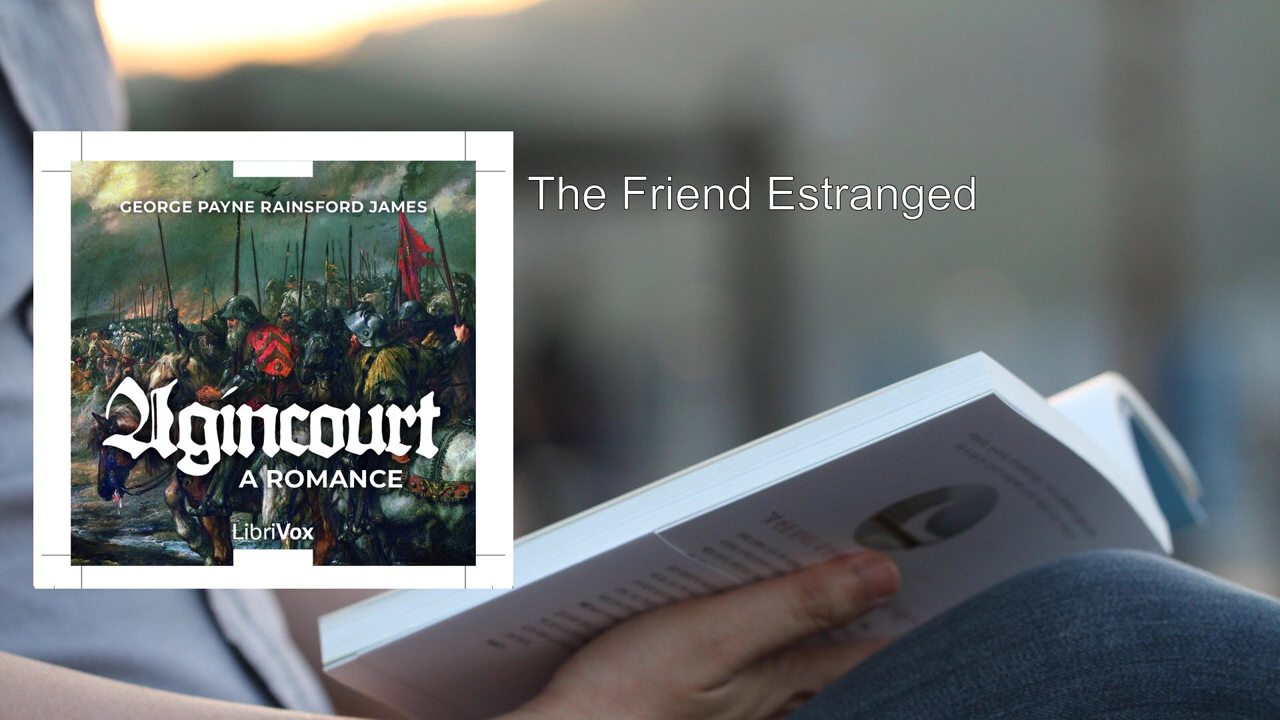 GEORGE PAYNE RAINSFORD JAMES
The Friend Estranged
Agincourt
A ROMANCE
LibriVox